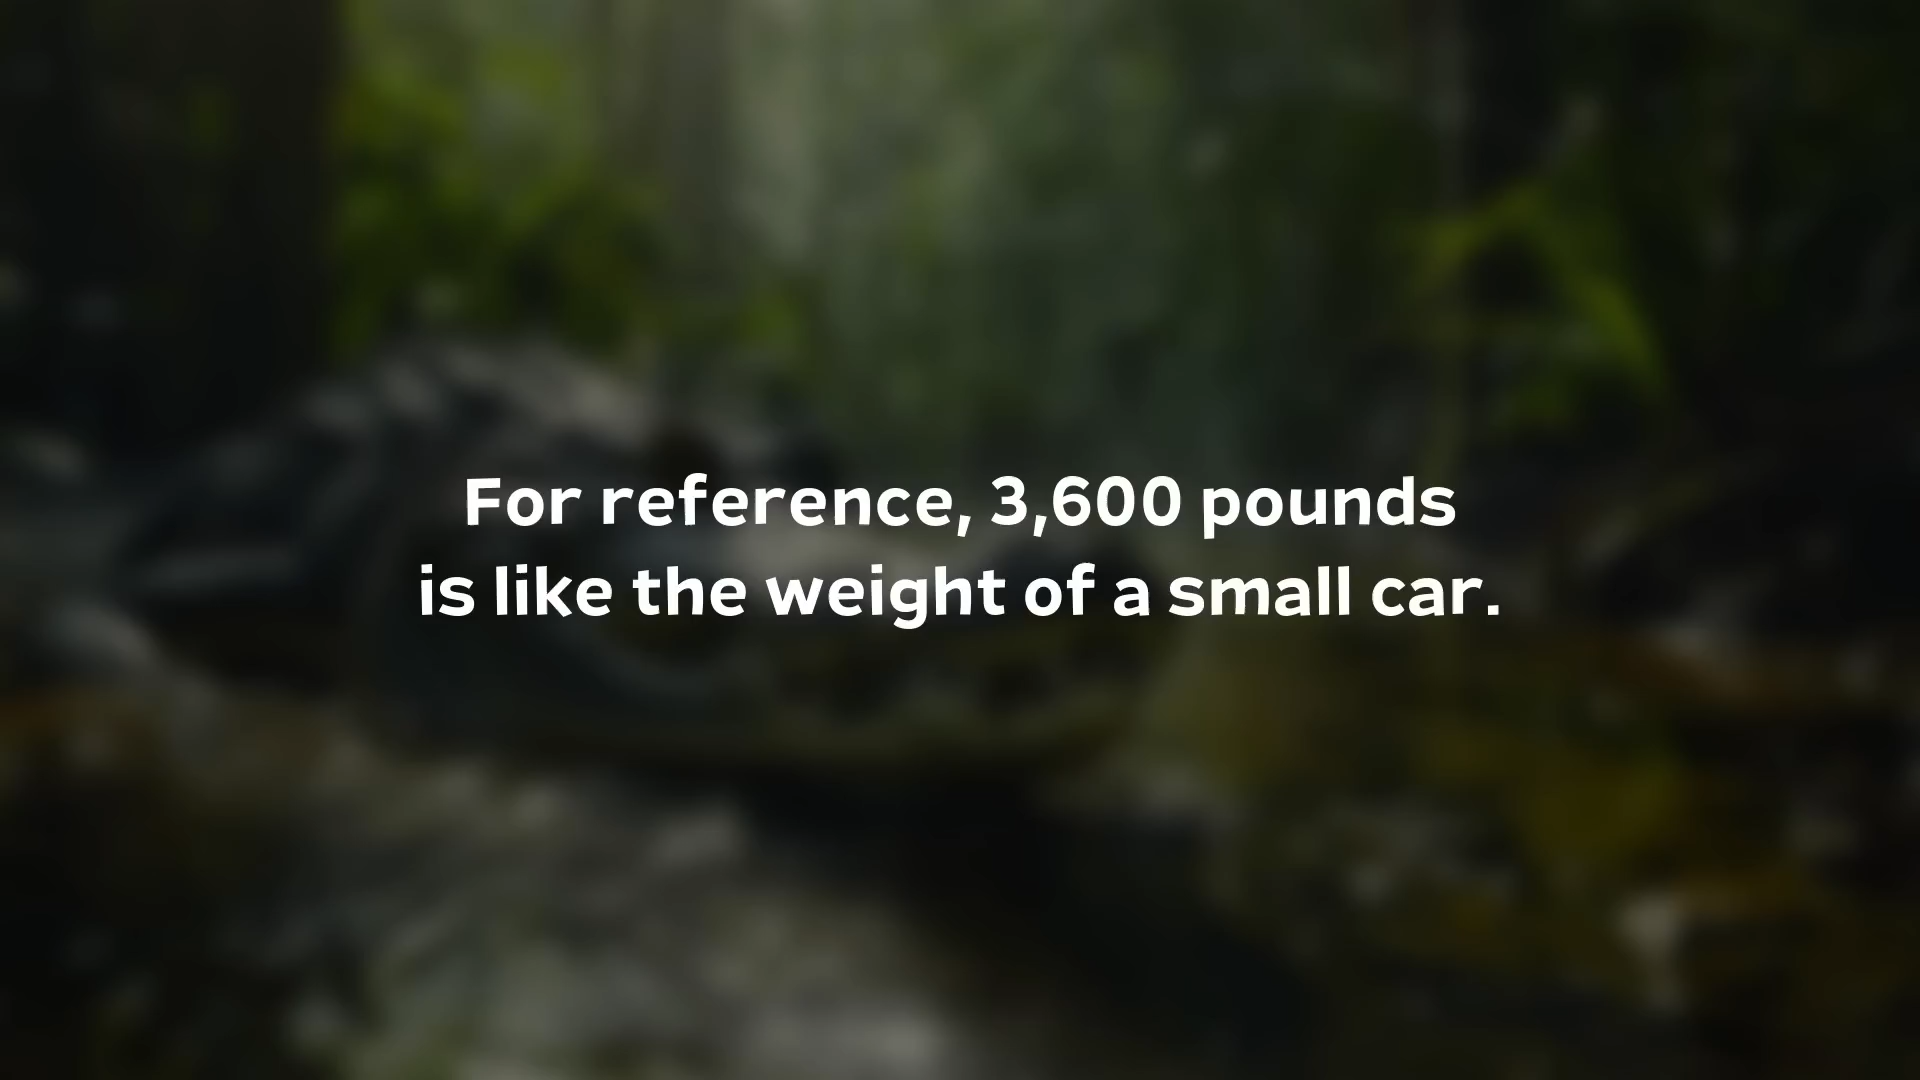 For reference, 3,600 pounds
is like the weight of a small car.